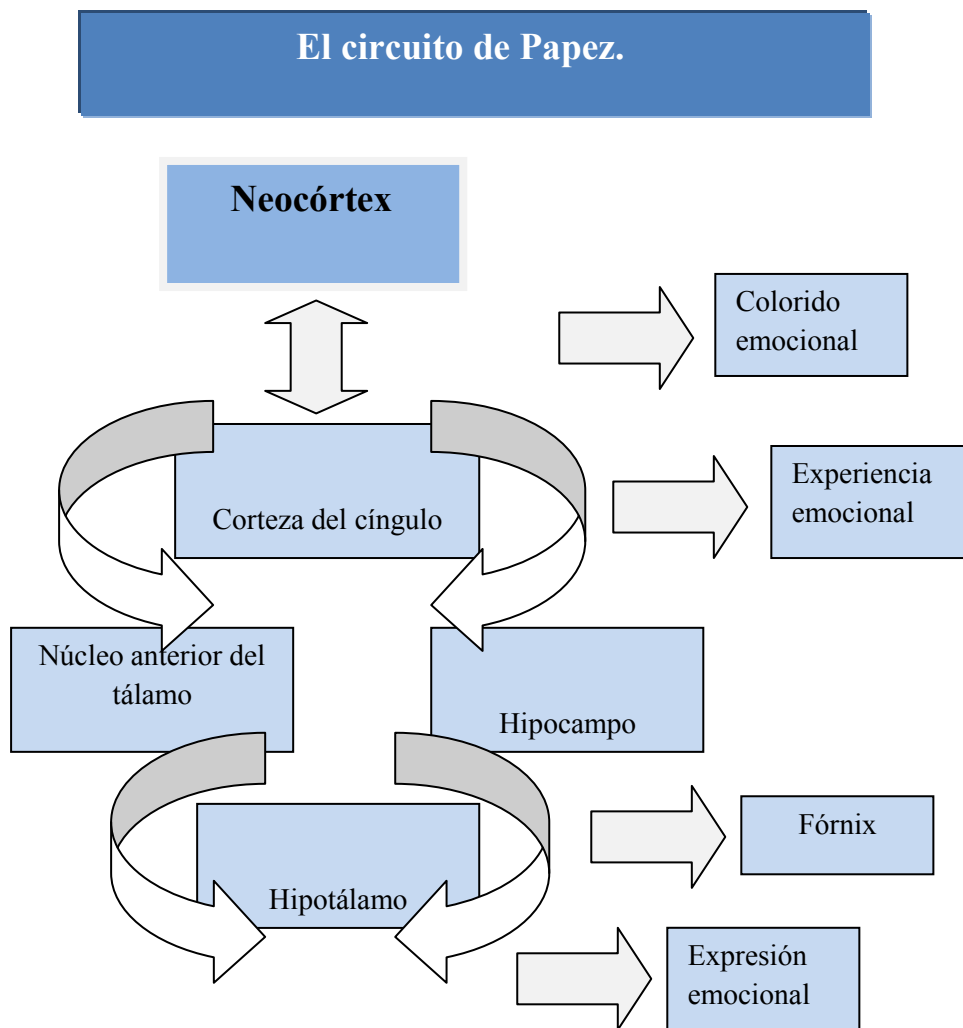 El circuito de Papez.
Neocórtex
Colorido
emocional
Corteza del cíngulo
Experiencia
emocional
Núcleo anterior del
tálamo
Hipocampo
Fórnix
Hipotálamo
Expresión
emocional